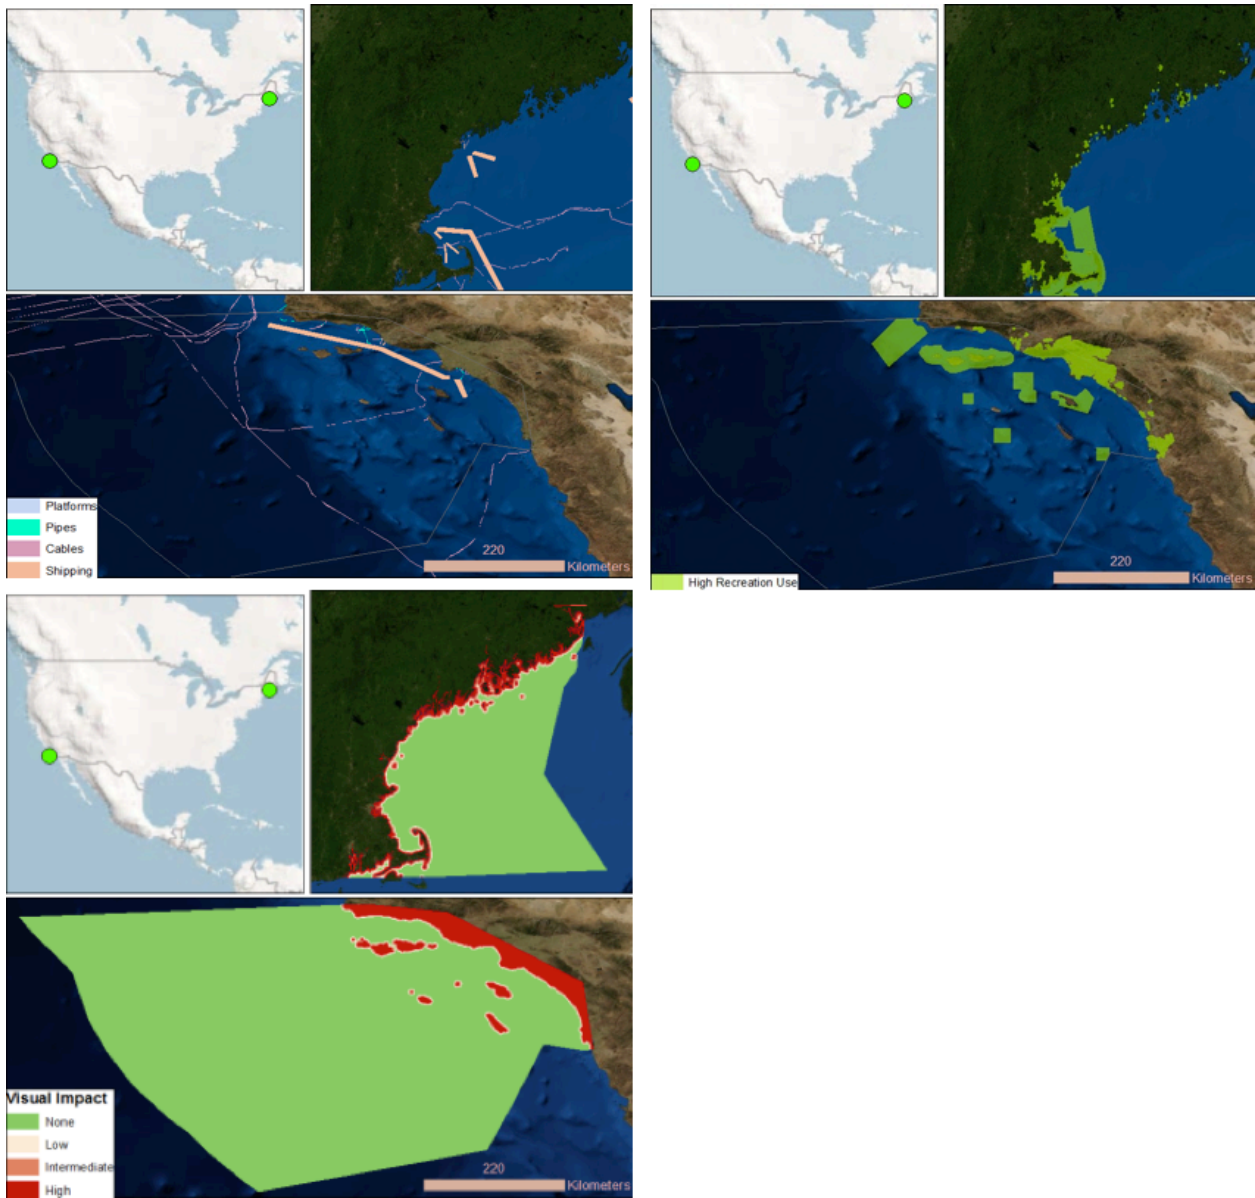 Platforms
Pipes
Cables
Shipping
220
Kilometers
High Recreation Use
220
Kilometers
Visual Impact
None
Low
Intermediate
High
220
Kilometers